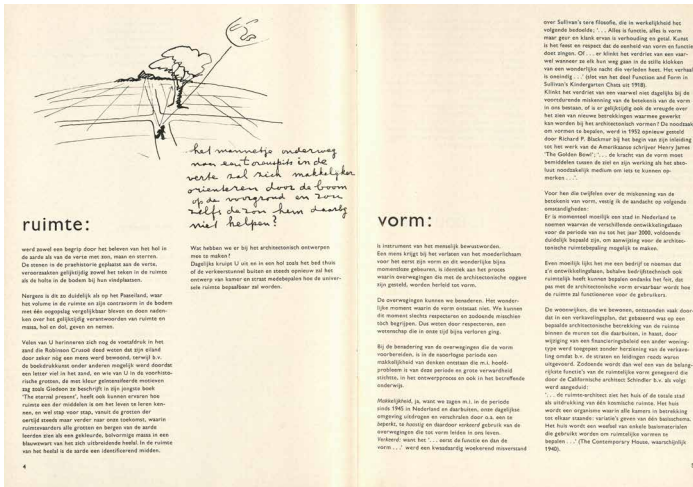 het mannetje onderweg
naar een torenspits in de
verte zal zich makkelijker
orienteren door de boom
op de voorgrond en zou
zelfs de zon hem daarbij
niet helpen?
ruimte:
werd zowel een begrip door het beleven van het hol in
de aarde als van de verte met zon, maan en sterren.
De stenen in de praehistorie geplaatst aan de verte,
veroorzaakten gelijktijdig zowel het teken in de ruimte
als de holte in de bodem bij hun vindplaatsen.
Nergens is dit zo duidelijk als op het Paaseiland, waar
het volume in de ruimte en zijn contravorm in de bodem
met één oogopslag vergelijkbaar bleven en doen naden-
ken over het gelijktijdig verantwoorden van ruimte en
massa, hol en dol, geven en nemen.
Velen van U herinneren zich nog de voetafdruk in het
zand die Robinson Crusoë deed weten dat zijn eiland
door zeker nog een mens werd bewoond, terwijl b.v.
de boekdrukkunst onder anderen mogelijk werd doordat
een letter viel in het zand, en wie van U de voorhisto-
rische grotten, de met kleur gelmatiseerde motieven
zag zoals Giedion ze beschrijft in zijn jongste boek
'The eternal present', heeft ook kunnen ervaren hoe
ruimte een der middelen is om het leven te leren ken-
nen, en wel stap voor stap, vanuit de grotten der
oertijd steeds maar verder naar onze toekomst, waarin
ruimtevaarders alle grotten en bergen van de aarde
leerden zien als een gekleurde, bolvormige massa in een
blauwzwart van het zich uitbreidende heelal. In de ruimte
van het heelal is de aarde een identificerend midden.
Wat hebben we er bij het architectonisch ontwerpen
mee te maken?
Dagelijks kruipt U en in een hol zoals het bed thuis
of de verkeerstunnel buiten en steeds opnieuw zal het
ontwerp van kamer en straat medebepalen hoe de univer-
sele ruimte bepaalbaar zal worden.
4
vorm:
is instrument van het menselijk bewustworden.
Een mens krijgt bij het verlaten van het moederlichaam
voor het eerst zijn vorm en dit wonderlijke bijna
momentloze gebeuren, is identiek aan het proces
waarin overwegingen die met de architectonische opgave
zijn gesteld, worden herleid tot vorm.
De overwegingen kunnen we benaderen. Het wonder-
lijke moment waarin de vorm ontstaat niet. We kunnen
dit moment slechts respecteren en zodoende misschien
tòch begrijpen. Dus weten door respecteren, een
wetenschap die in onze tijd bijna verloren ging.
Bij de benadering van de overwegingen die de vorm
voorbereiden, is in de naoorlogse periode een
makkelijkheid van denken ontstaan die m.i. hoofd-
probleem is van deze periode en grote verwardheid
stichtte, in het ontwerpproces en ook in het betreffende
onderwijs.
Makkelijkheid, ja, want we zagen m.i. in de periode
sinds 1945 in Nederland en daarbuiten, onze dagelijkse
omgeving uitdrogen en verschralen door o.a. een te
beperkt, te haastig en daardoor verkeerd gebruik van de
overwegingen die tot vorm leiden in ons leven.
Verkeerd: want het '. . . eerst de functie en dan de
vorm . . .' werd een kwaadaardig woekerend misverstand
over Sullivan's tere filosofie, die in werkelijkheid het
volgende bedoelde; '. . . Alles is functie, alles is vorm
maar geur en klank ervan is verhouding en getal. Kunst
is het feest en respect dat de eenheid van vorm en functie
doet zingen. Of . . . er klinkt het verdriet van een vaar-
wel wanneer ze elk hun weg gaan in de stille klokken
van een wonderlijke nacht die verleden heet. Het verhaal
is oneindig . . .' (slot van het deel Function and Form in
Sullivan's Kindergarten Chats uit 1918).
Klinkt het verdriet van een vaarwel niet dagelijks bij de
voortdurende miskenning van de betekenis van de vorm
in ons bestaan, of is er gelijktijdig ook de vreugde over
het zien van nieuwe betrekkingen waarmee gewerkt
kan worden bij het architectonisch vormen? De noodzaak
om vormen te bepalen, werd in 1952 opnieuw gesteld
door Richard P. Blackmur bij het begin van zijn inleiding
tot het werk van de Amerikaanse schrijver Henry James
'The Golden Bowl'; '. . . de kracht van de vorm moet
bemiddelen tussen de ziel en zijn werking als het abso-
luut noodzakelijk medium om iets te kunnen op-
merken . . .'.
Voor hen die twijfelen over de miskenning van de
betekenis van vorm, vestig ik de aandacht op volgende
omstandigheden:
Er is momenteel moeilijk een stad in Nederland te
noemen waarvan de verschillende ontwikkelingsfasen
voor de periode van nu tot het jaar 2000, voldoende
duidelijk bepaald zijn, om aanwijzing voor de architec-
tonische ruimtebepaling mogelijk te maken.
Even moeilijk lijkt het me een bedrijf te noemen dat
z'n ontwikkelingsfasen, behalve bedrijfstechnisch ook
ruimtelijk heeft kunnen bepalen ondanks het feit, dat
pas met de architectonische vorm ervaarbaar wordt hoe
de ruimte zal functioneren voor de gebruikers.
De woonwijken, die we bewonen, ontstonden vaak door-
dat in een verkavelingsplan, dat gebaseerd was op een
bepaalde architectonische betrekking van de ruimte
binnen de muren tot die daarbuiten, in haast, door
wijziging van een financieringsbeleid een ander woning-
type werd toegepast zonder herziening van de verkave-
ling omdat b.v. de straten en leidingen reeds waren
uitgevoerd. Zodoende wordt dan wel een van de belang-
rijkste functie's van de ruimtelijke vorm genegeerd die
door de Californische architect Schindler b.v. als volgt
werd aangeduid:
'. . . de ruimte-architect ziet het huis of de totale stad
als uitdrukking van één kosmische ruimte. Het huis
wordt een organisme waarin alle kamers in betrekking
tot elkaar staande: variatie's geven van één basisthema.
Het huis wordt een weefsel van enkele basismaterialen
die gebruikt worden om ruimtelijke vormen te
bepalen . . .' (The Contemporary House, waarschijnlijk
1940).